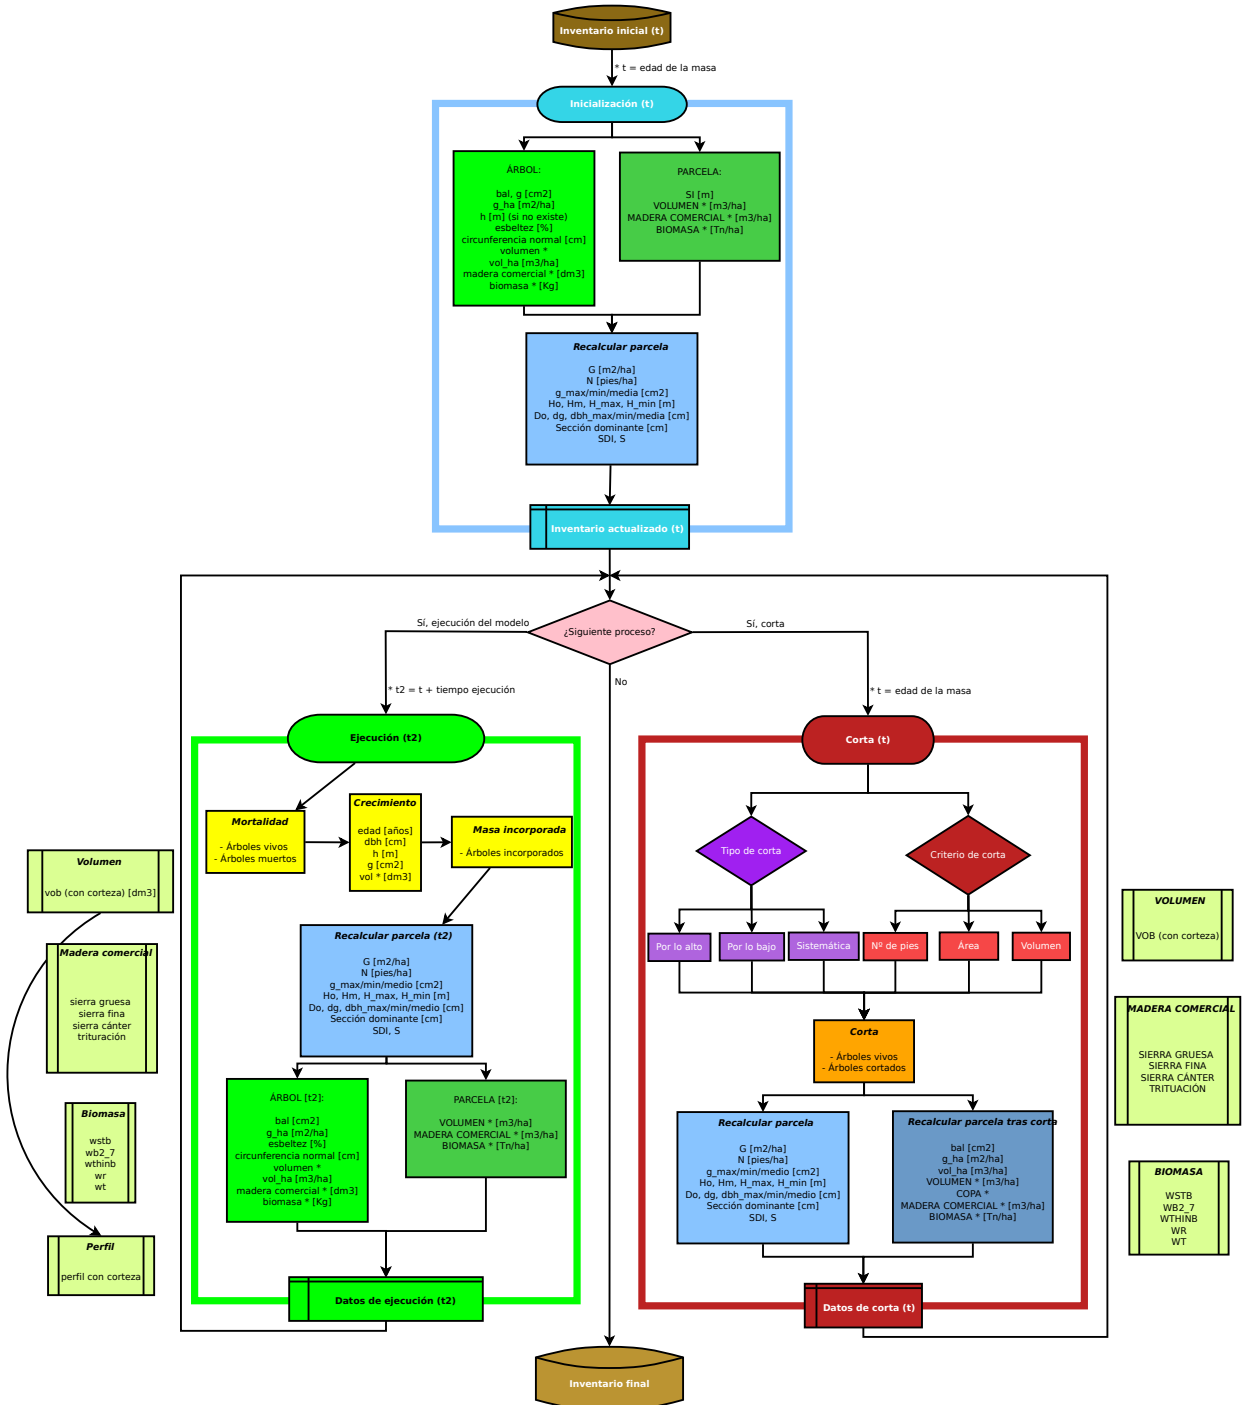 Inventario inicial (t)
* t = edad de la masa
Inicialización (t)
ÁRBOL:
bal, g [cm2]
g_ha [m2/ha]
h [m] (si no existe)
esbeltez [%]
circunferencia normal [cm]
volumen *
vol_ha [m3/ha]
madera comercial * [dm3]
biomasa * [Kg]
PARCELA:
SI [m]
VOLUMEN * [m3/ha]
MADERA COMERCIAL * [m3/ha]
BIOMASA * [Tn/ha]
Recalcular parcela
G [m2/ha]
N [pies/ha]
g_max/min/media [cm2]
Ho, Hm, H_max, H_min [m]
Do, dg, dbh_max/min/media [cm]
Sección dominante [cm]
SDI, S
Inventario actualizado (t)
¿Siguiente proceso?
Sí, ejecución del modelo
Sí, corta
No
* t2 = t + tiempo ejecución
* t = edad de la masa
Ejecución (t2)
Mortalidad
- Árboles vivos
- Árboles muertos
Crecimiento
edad [años]
dbh [cm]
h [m]
g [cm2]
vol * [dm3]
Masa incorporada
- Árboles incorporados
Recalcular parcela (t2)
G [m2/ha]
N [pies/ha]
g_max/min/medio [cm2]
Ho, Hm, H_max, H_min [m]
Do, dg, dbh_max/min/medio [cm]
Sección dominante [cm]
SDI, S
ÁRBOL [t2]:
bal [cm2]
g_ha [m2/ha]
esbeltez [%]
circunferencia normal [cm]
volumen *
vol_ha [m3/ha]
madera comercial * [dm3]
biomasa * [Kg]
PARCELA [t2]:
VOLUMEN * [m3/ha]
MADERA COMERCIAL * [m3/ha]
BIOMASA * [Tn/ha]
Datos de ejecución (t2)
Corta (t)
Tipo de corta
Criterio de corta
Por lo alto
Por lo bajo
Sistemática
Nº de pies
Área
Volumen
Corta
- Árboles vivos
- Árboles cortados
Recalcular parcela
G [m2/ha]
N [pies/ha]
g_max/min/medio [cm2]
Ho, Hm, H_max, H_min [m]
Do, dg, dbh_max/min/medio [cm]
Sección dominante [cm]
SDI, S
Recalcular parcela tras corta
bal [cm2]
g_ha [m2/ha]
vol_ha [m3/ha]
VOLUMEN * [m3/ha]
COPA *
MADERA COMERCIAL * [m3/ha]
BIOMASA * [Tn/ha]
Datos de corta (t)
Volumen
vob (con corteza) [dm3]
Madera comercial
sierra gruesa
sierra fina
sierra cánter
trituración
Biomasa
wstb
wb2_7
wthinb
wr
wt
Perfil
perfil con corteza
VOLUMEN
VOB (con corteza)
MADERA COMERCIAL
SIERRA GRUESA
SIERRA FINA
SIERRA CÁNTER
TRITUACIÓN
BIOMASA
WSTB
WB2_7
WTHINB
WR
WT
Inventario final